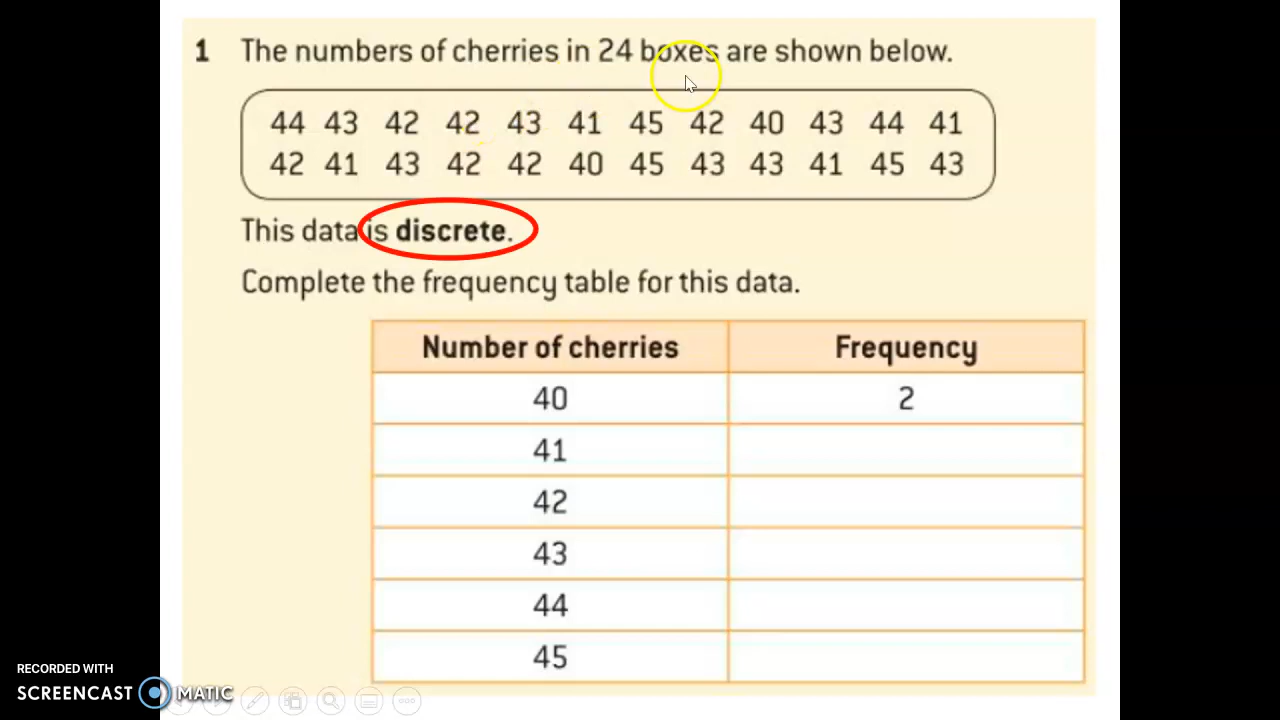 1 The numbers of cherries in 24 boxes are shown below.
44 43 42 42 43 41 45 42 40 43 44 41
42 41 43 42 42 40 45 43 43 41 45 43
This data is discrete.
Complete the frequency table for this data.
Number of cherries Frequency
40 2
41
42
43
44
45
RECORDED WITH
SCREENCAST MATIC